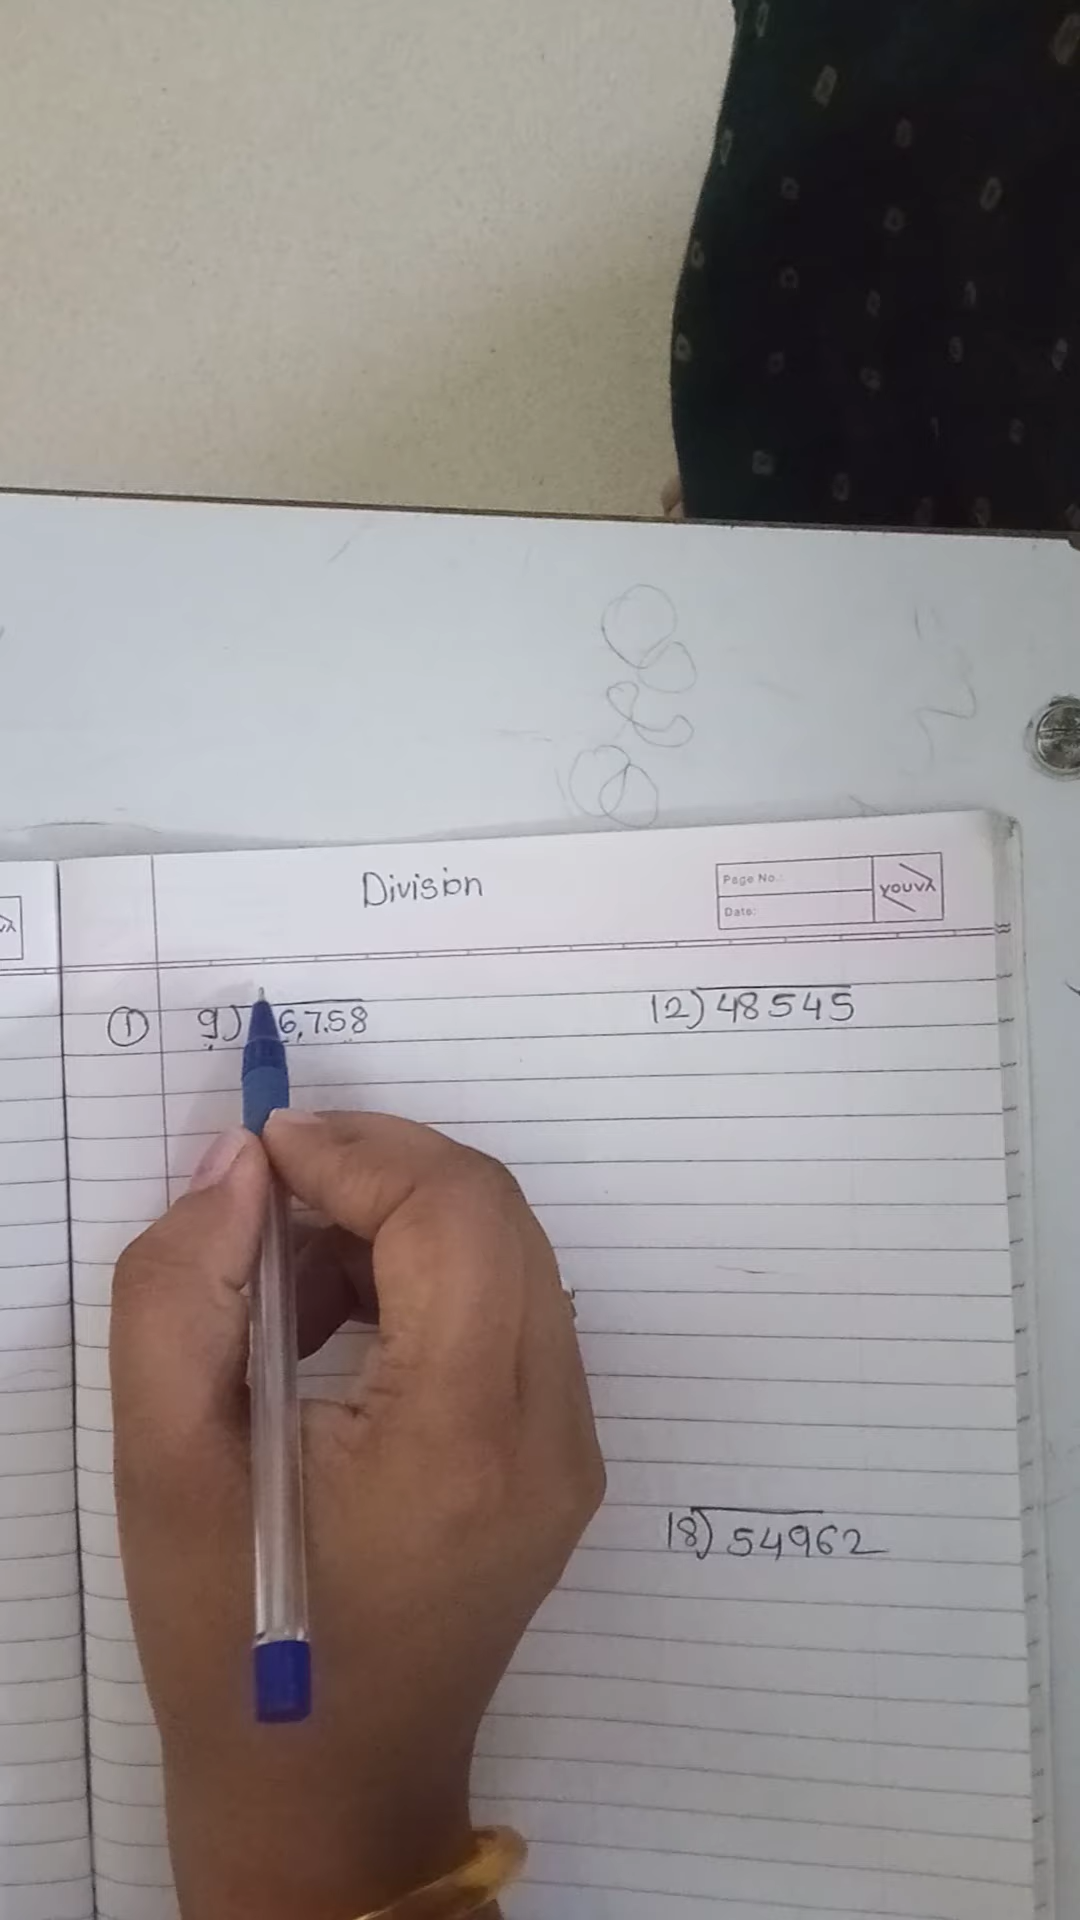 Division
Page No.:
Date:
youva
① 9) 6,758
12) 48545
18) 54962